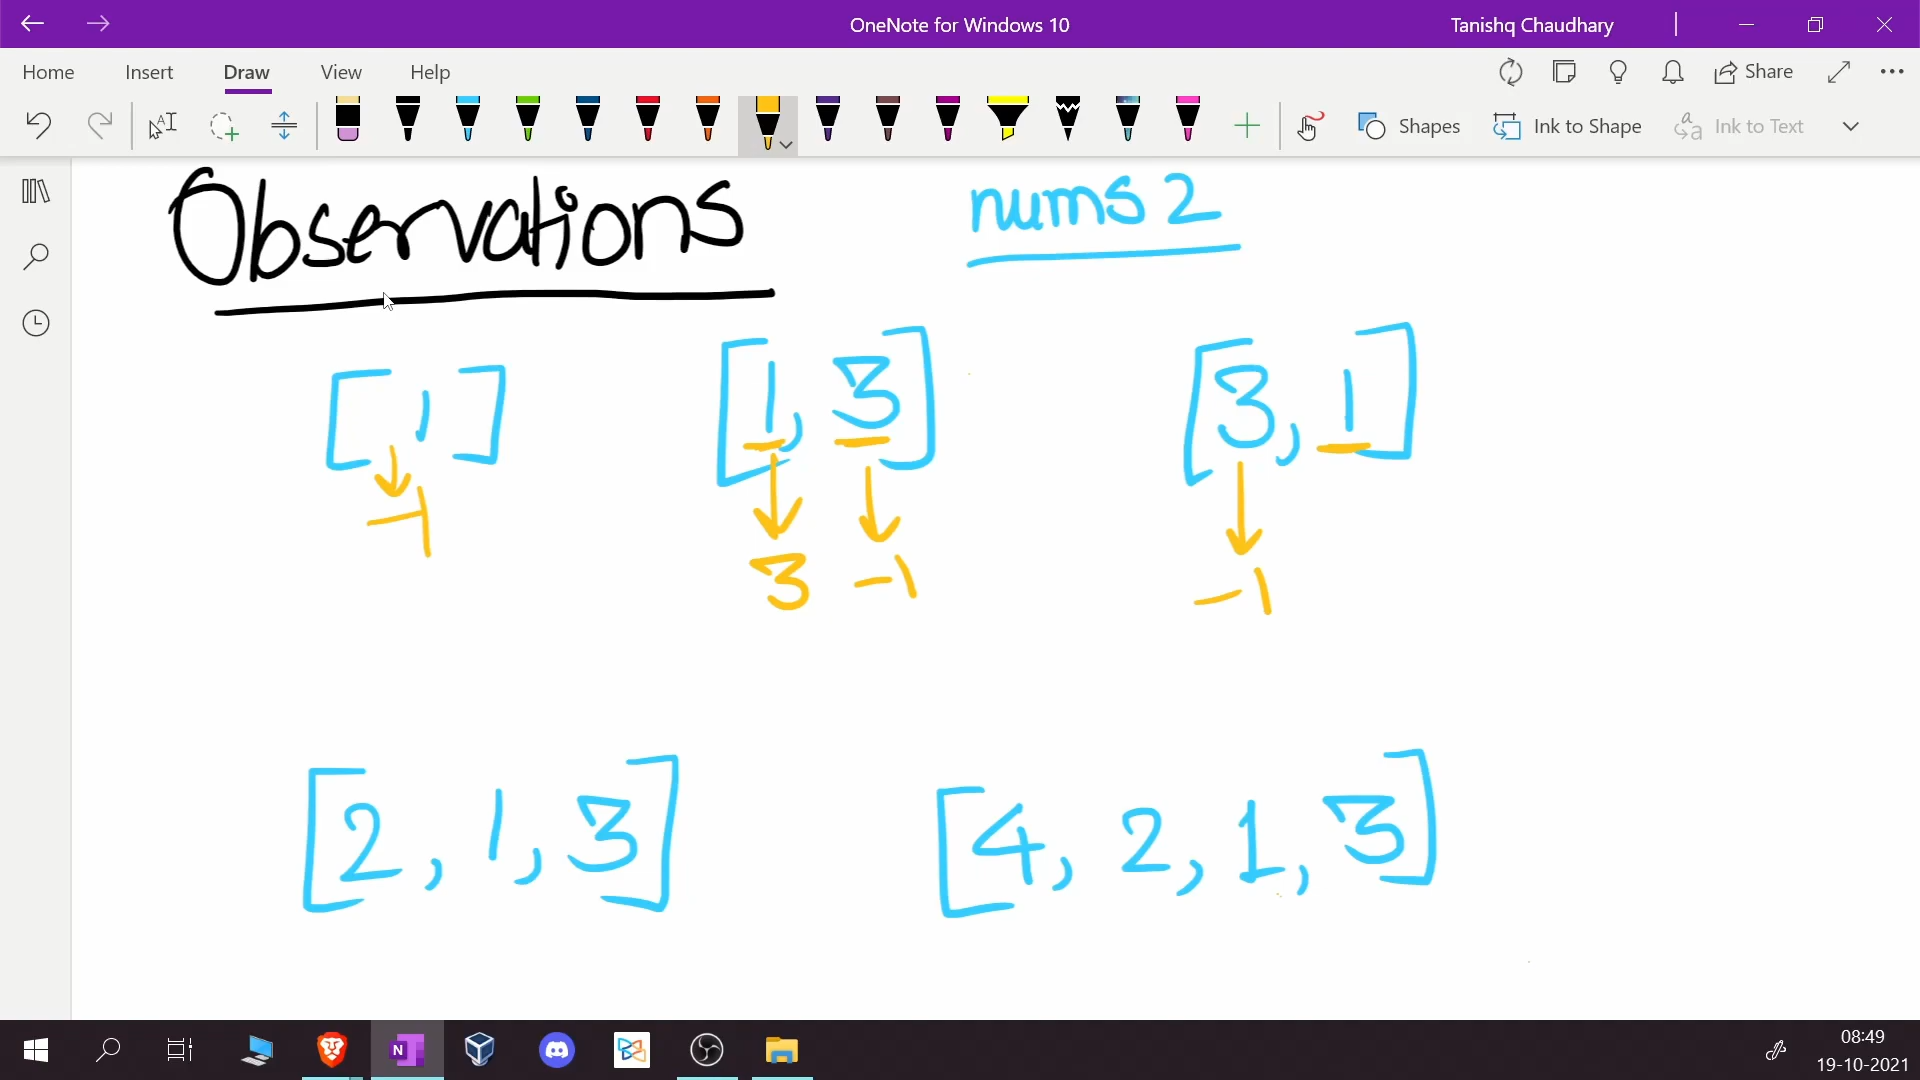 OneNote for Windows 10
Tanishq Chaudhary
Home Insert Draw View Help
Share
Shapes Ink to Shape Ink to Text
Observations
nums2
[1] [1, 3] [3, 1]
-1 3 -1 -1
[2, 1, 3] [4, 2, 1, 3]
08:49
19-10-2021